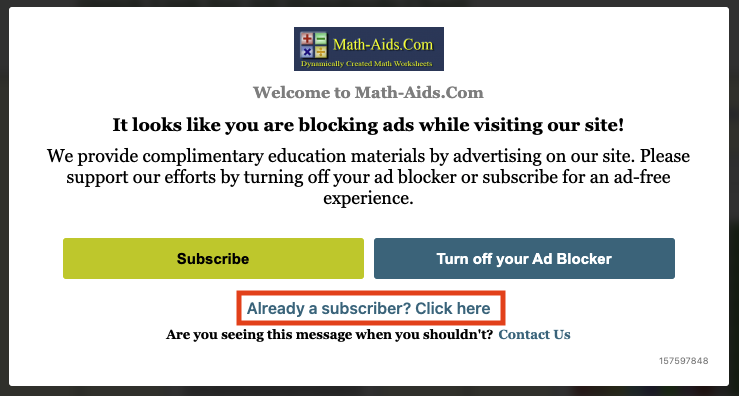 Math-Aids.Com
Dynamically Created Math Worksheets
Welcome to Math-Aids.Com
It looks like you are blocking ads while visiting our site!
We provide complimentary education materials by advertising on our site. Please
support our efforts by turning off your ad blocker or subscribe for an ad-free
experience.
Subscribe
Turn off your Ad Blocker
Already a subscriber? Click here
Are you seeing this message when you shouldn't? Contact Us
157597848